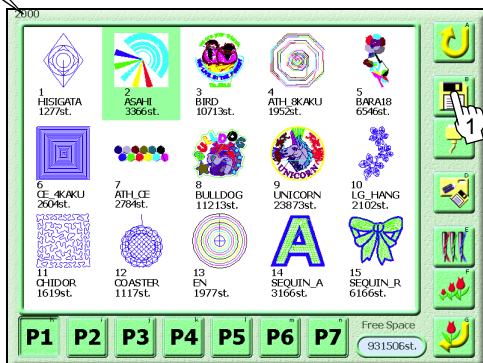 2000
1 2 3 4 5
HISIGATA ASAHI BIRD ATH_8KAKU BARA18
1277st. 3366st. 10713st. 1952st. 6546st.
BULLDOG
UNICORN
6 7 8 9 10
CE_4KAKU ATH_CE BULLDOG UNICORN LG_HANG
2604st. 2784st. 11213st. 23873st. 2102st.
A
11 12 13 14 15
CHIDOR COASTER EN SEQUIN_A SEQUIN_R
1619st. 1117st. 1977st. 3166st. 6166st.
1
P1 P2 P3 P4 P5 P6 P7
Free Space
931506st.